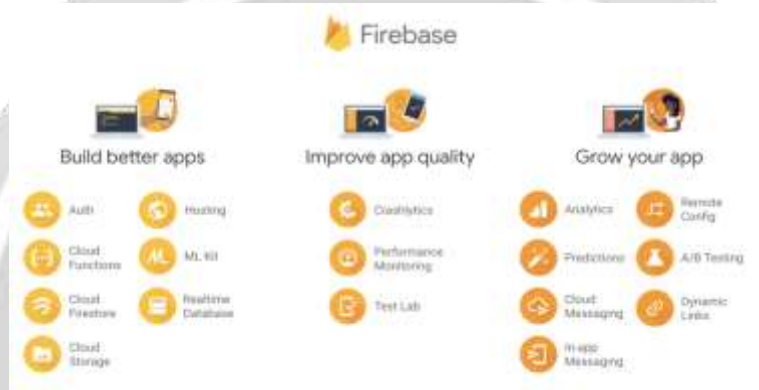 Firebase
Build better apps
Auth
Hosting
Cloud
Functions
ML Kit
Cloud
Firestore
Realtime
Database
Cloud
Storage
Improve app quality
Crashlytics
Performance
Monitoring
Test Lab
Grow your app
Analytics
Remote
Config
Predictions
A/B Testing
Cloud
Messaging
Dynamic
Links
In-app
Messaging